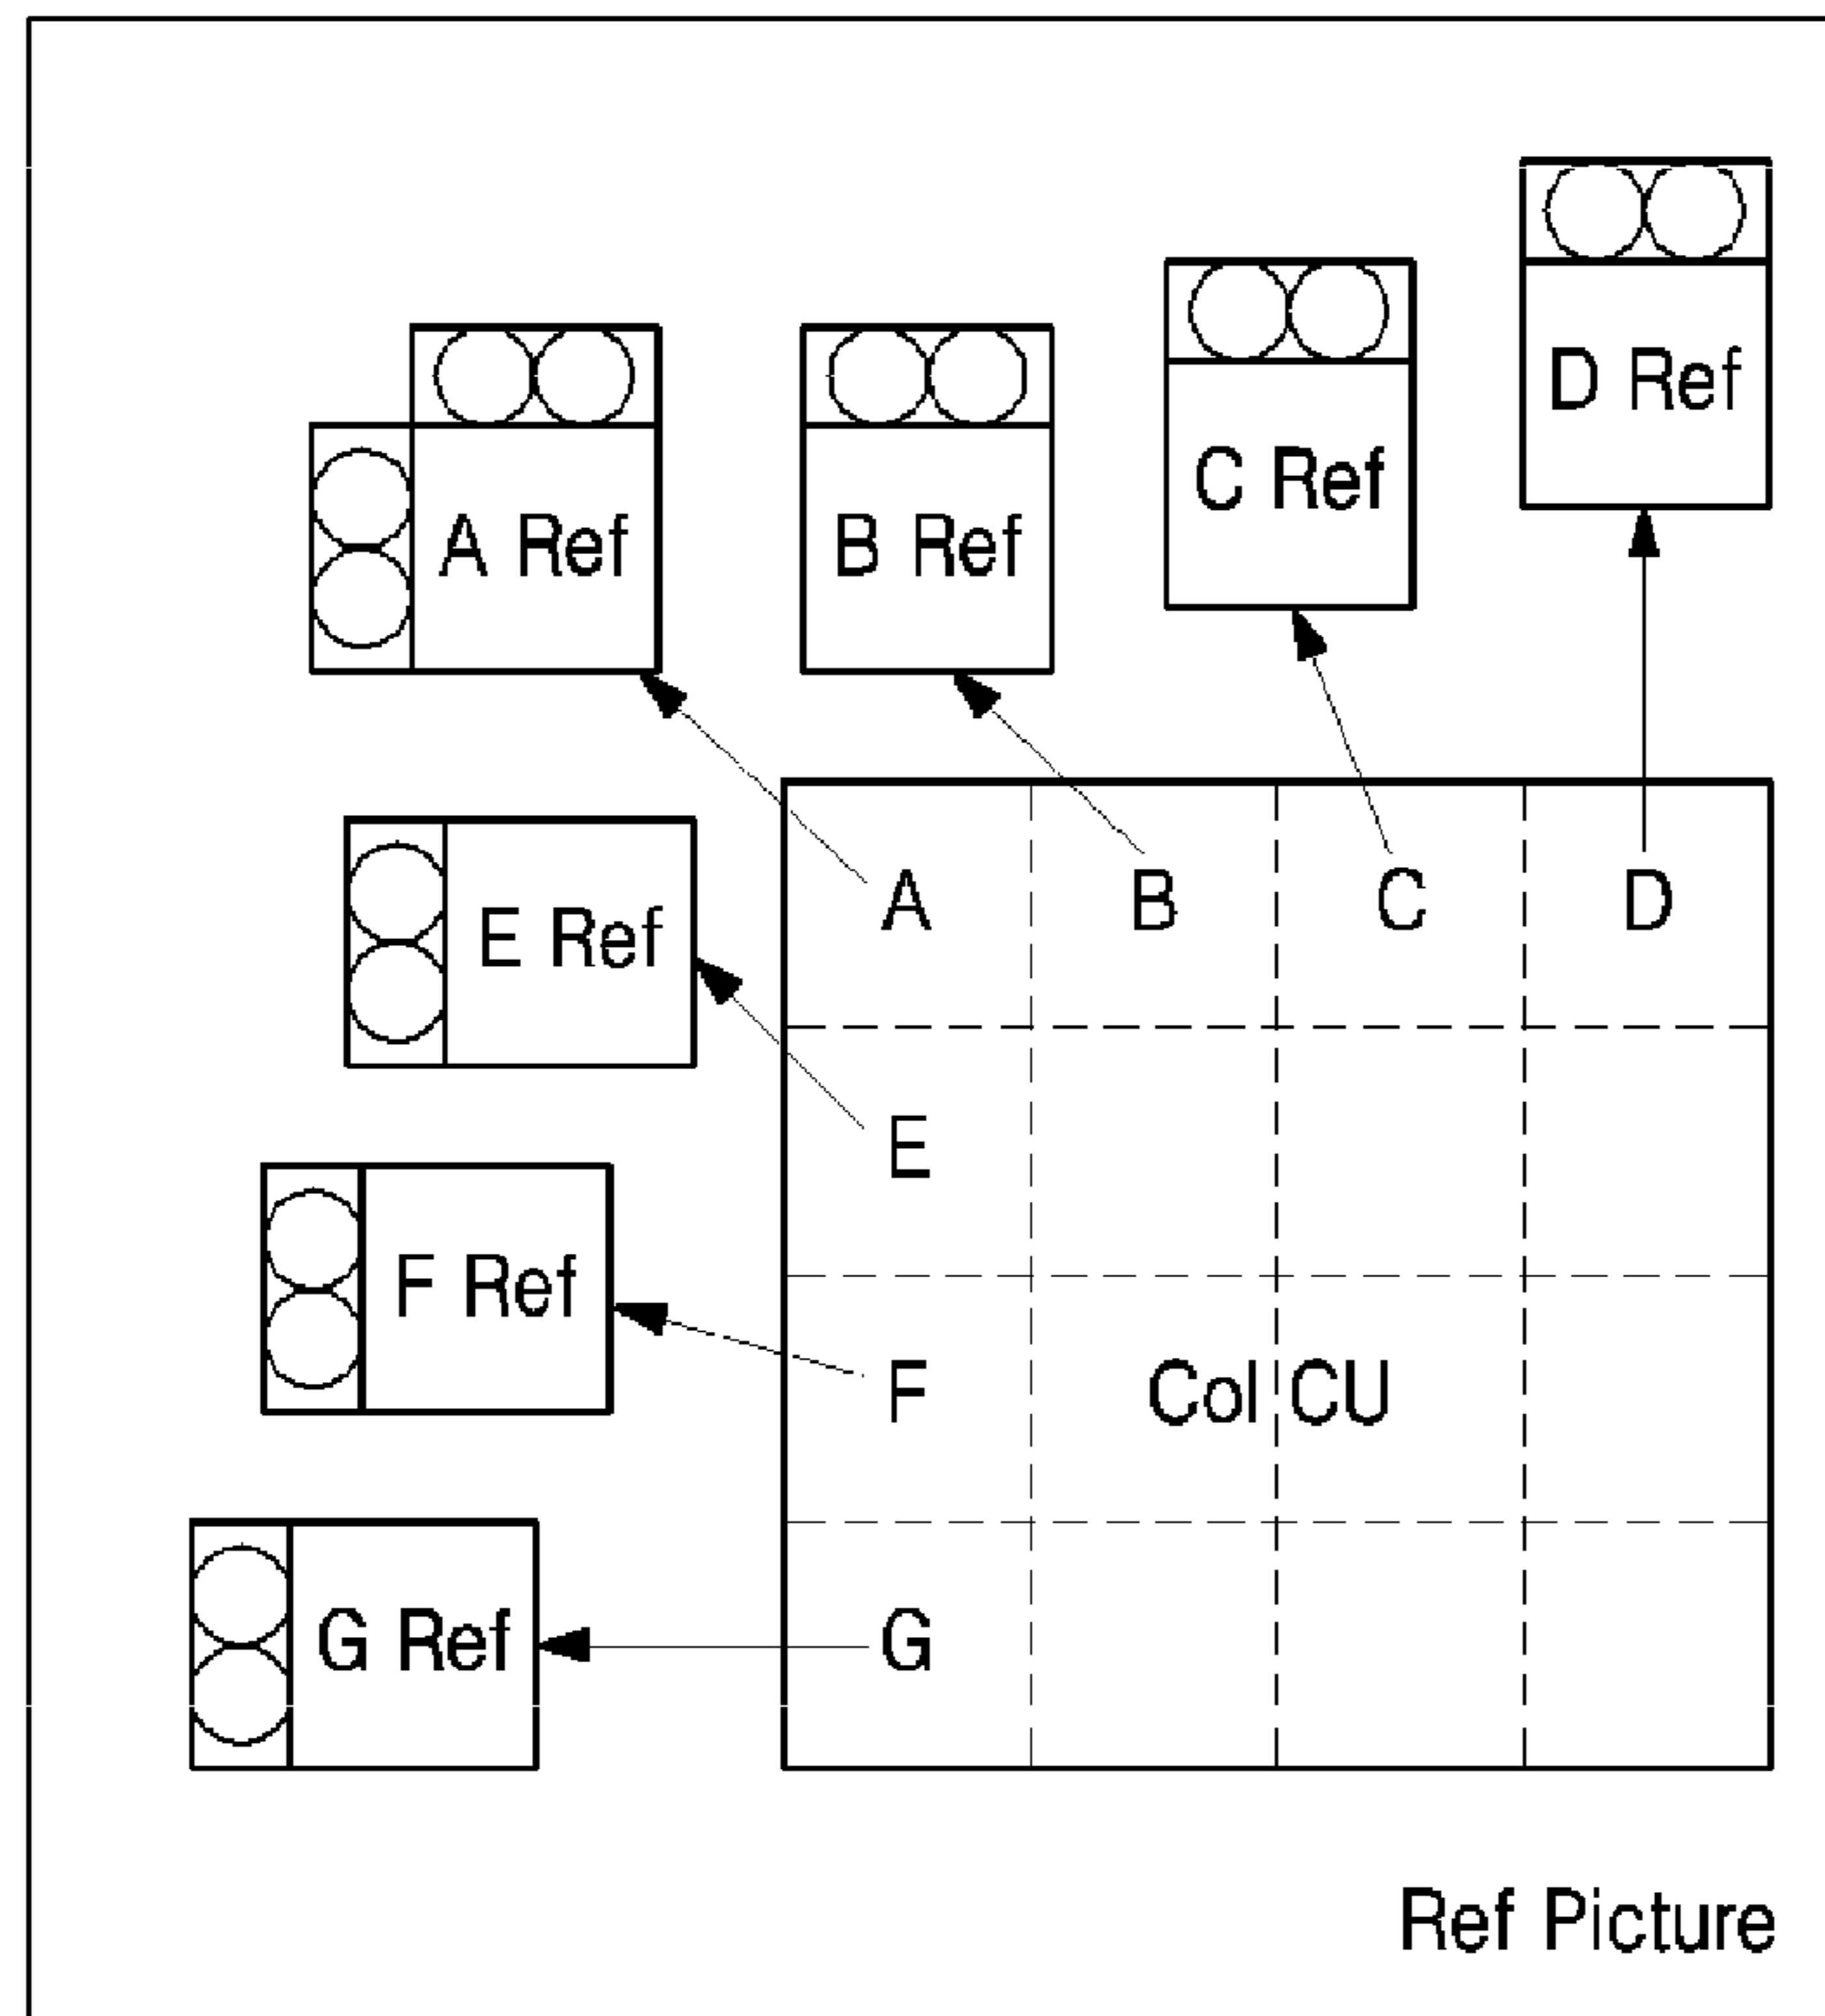 D Ref
C Ref
A Ref
B Ref
A
B
C
D
E Ref
E
F Ref
F
Col CU
G Ref
G
Ref Picture